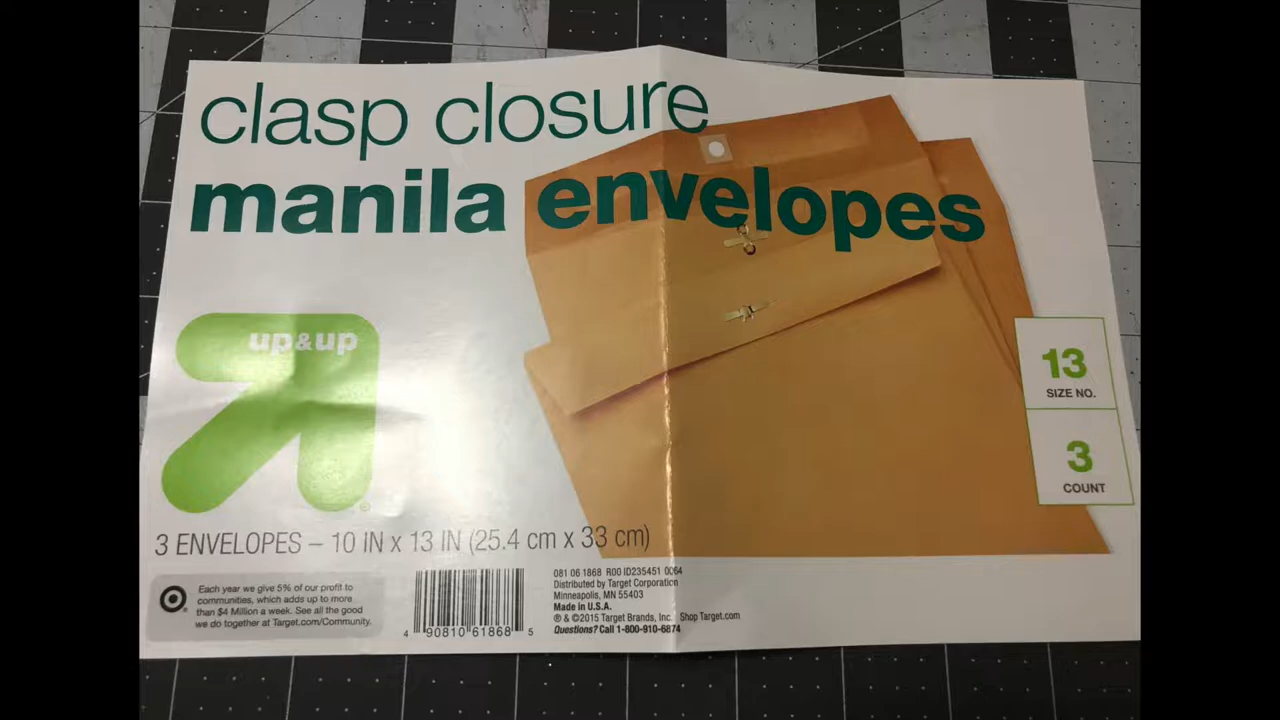 clasp closure
manila envelopes
up&up
13
SIZE NO.
3
COUNT
3 ENVELOPES – 10 IN x 13 IN (25.4 cm x 33 cm)
Each year we give 5% of our profit to
communities, which adds up to more
than $4 Million a week. See all the good
we do together at Target.com/Community.
4 90810 61868 5
081 06 1868 R00 ID235451 0064
Distributed by Target Corporation
Minneapolis, MN 55403
Made in U.S.A.
® & ©2015 Target Brands, Inc. Shop Target.com
Questions? Call 1-800-910-6874